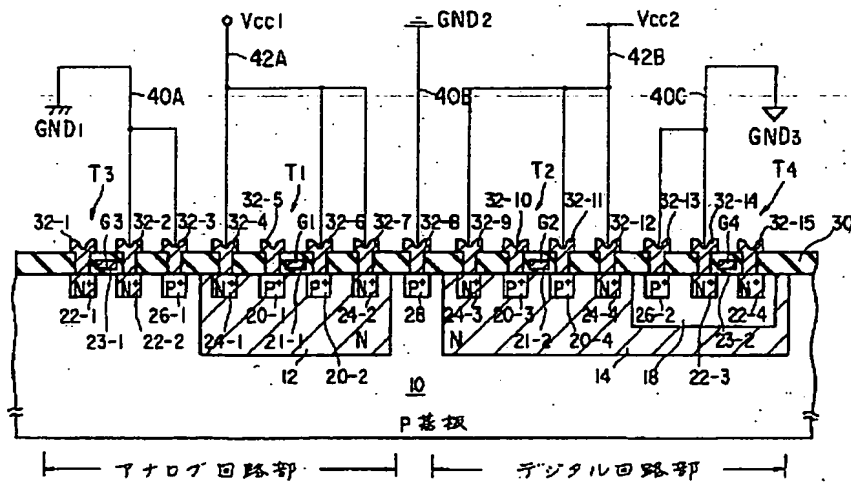 Vcc1 GND2 Vcc2
42A 42B
40A 40B 40C
GND1 GND3
T3 T1 T2 T4
32-1 G3 32-2 32-3 32-4 32-5 G1 32-6 32-7 32-8 32-9 32-10 G2 32-11 32-12 32-13 32-14 G4 32-15 30
N+ N+ P+ N+ P+ P+ N+ P+ N+ P+ P+ N+ P+ N+ N+
22-1 26-1 20-1 24-2 28 24-3 20-3 24-4 26-2 22-4
23-1 22-2 24-1 21-1 N N 21-2 20-4 18 23-2
12 20-2 10 14 22-3
P基板
アナログ回路部 デジタル回路部